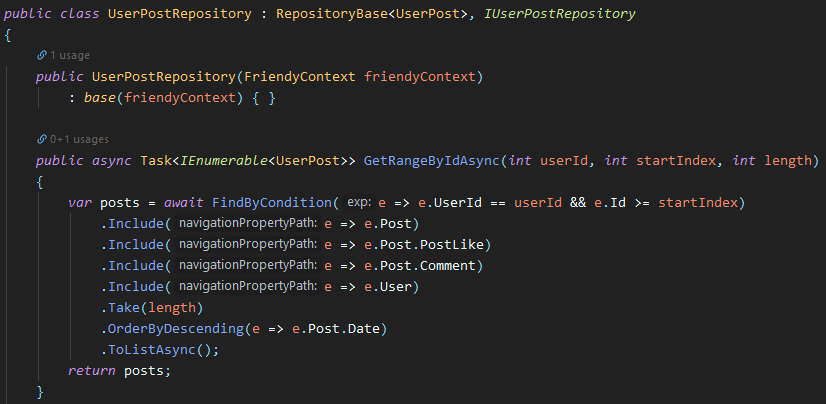 public class UserPostRepository : RepositoryBase<UserPost>, IUserPostRepository
{
1 usage
public UserPostRepository(FriendyContext friendyContext)
: base(friendyContext) { }
0+1 usages
public async Task<IEnumerable<UserPost>> GetRangeByIdAsync(int userId, int startIndex, int length)
{
var posts = await FindByCondition( exp: e => e.UserId == userId && e.Id >= startIndex)
.Include( navigationPropertyPath: e => e.Post)
.Include( navigationPropertyPath: e => e.Post.PostLike)
.Include( navigationPropertyPath: e => e.Post.Comment)
.Include( navigationPropertyPath: e => e.User)
.Take(length)
.OrderByDescending(e => e.Post.Date)
.ToListAsync();
return posts;
}